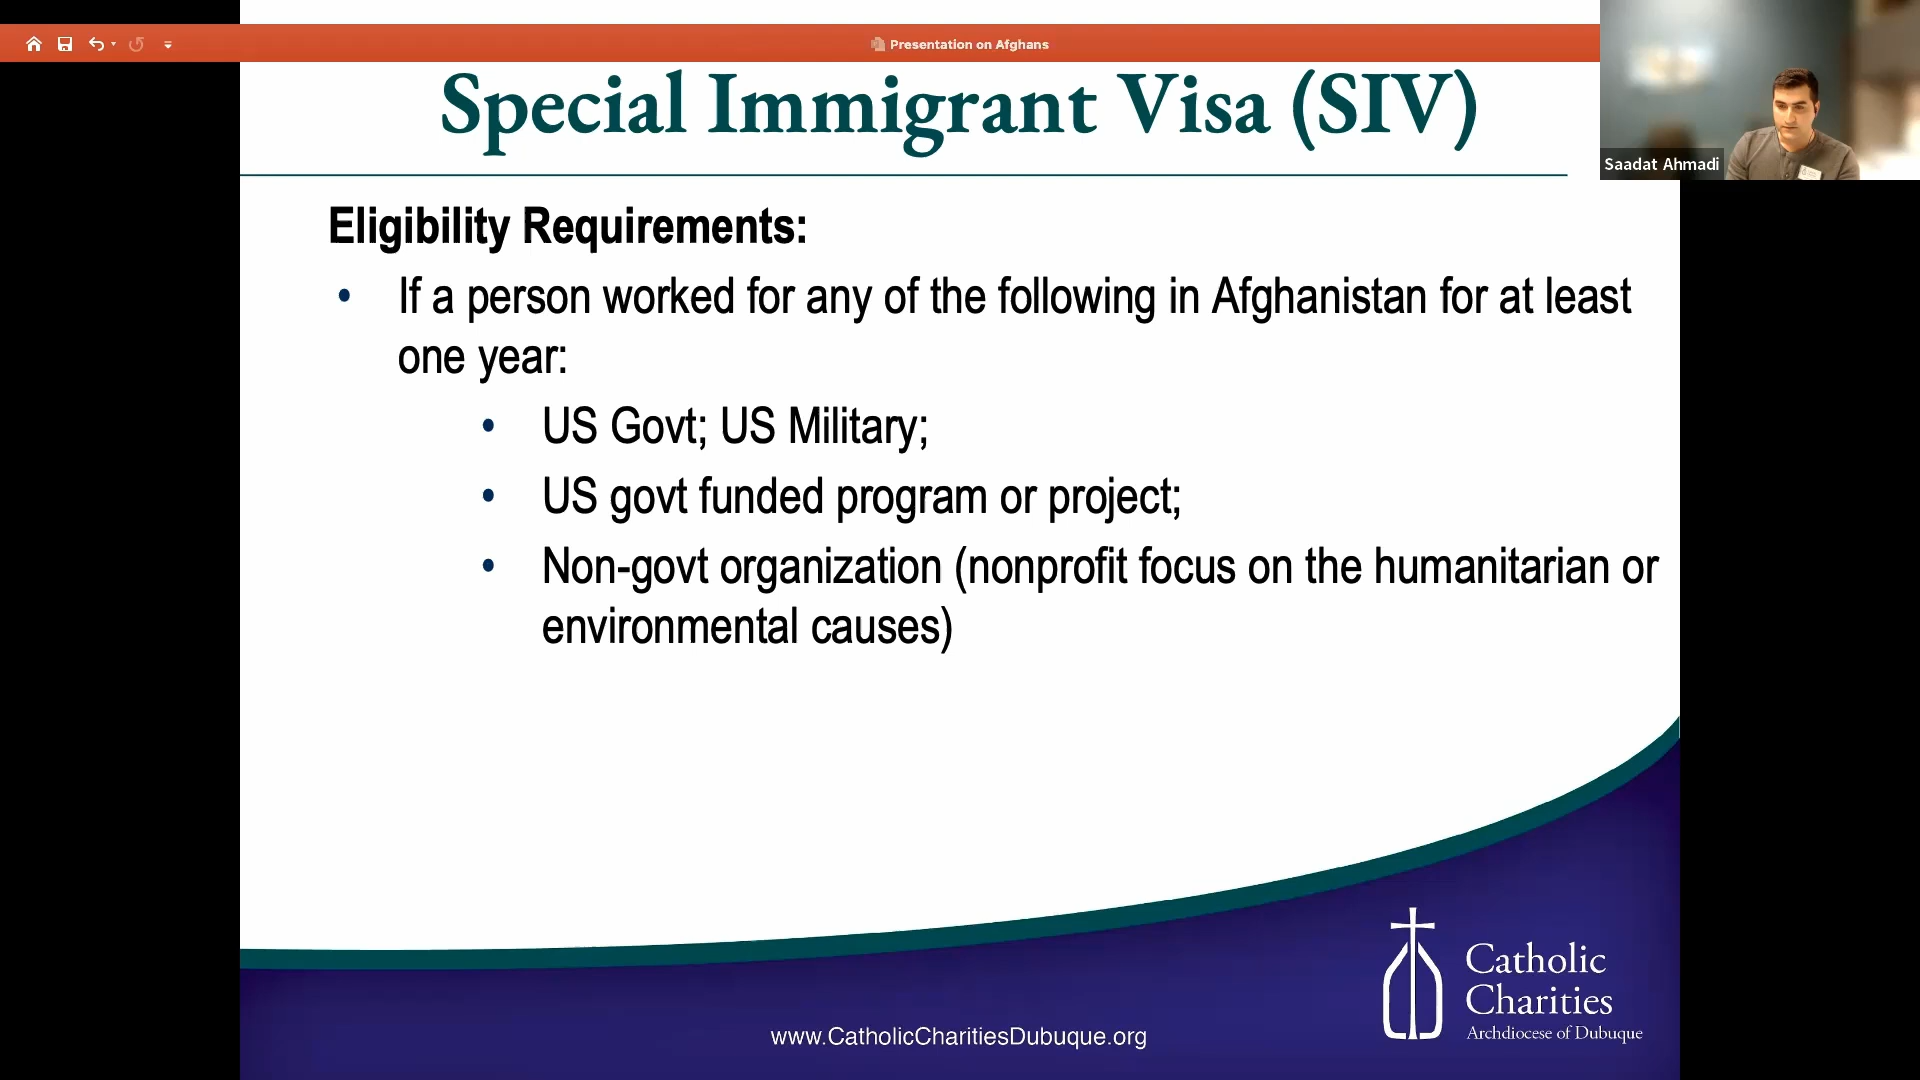 Presentation on Afghans
Special Immigrant Visa (SIV)
Saadat Ahmadi
Eligibility Requirements:
• If a person worked for any of the following in Afghanistan for at least
one year:
• US Govt; US Military;
• US govt funded program or project;
• Non-govt organization (nonprofit focus on the humanitarian or
environmental causes)
Catholic
Charities
Archdiocese of Dubuque
www.CatholicCharitiesDubuque.org